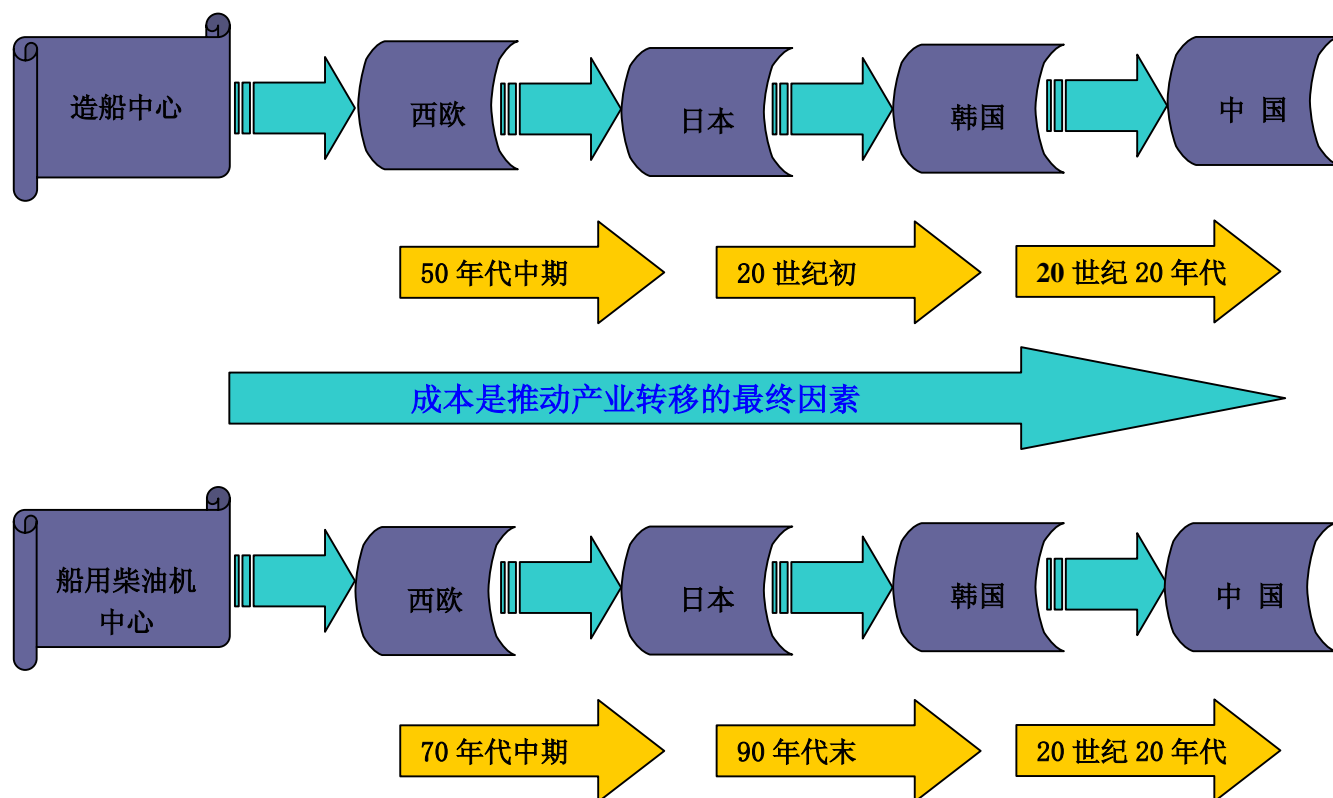 造船中心
西欧
日本
韩国
中 国
50 年代中期
20 世纪初
20 世纪 20 年代
成本是推动产业转移的最终因素
船用柴油机
中心
西欧
日本
韩国
中 国
70 年代中期
90 年代末
20 世纪 20 年代